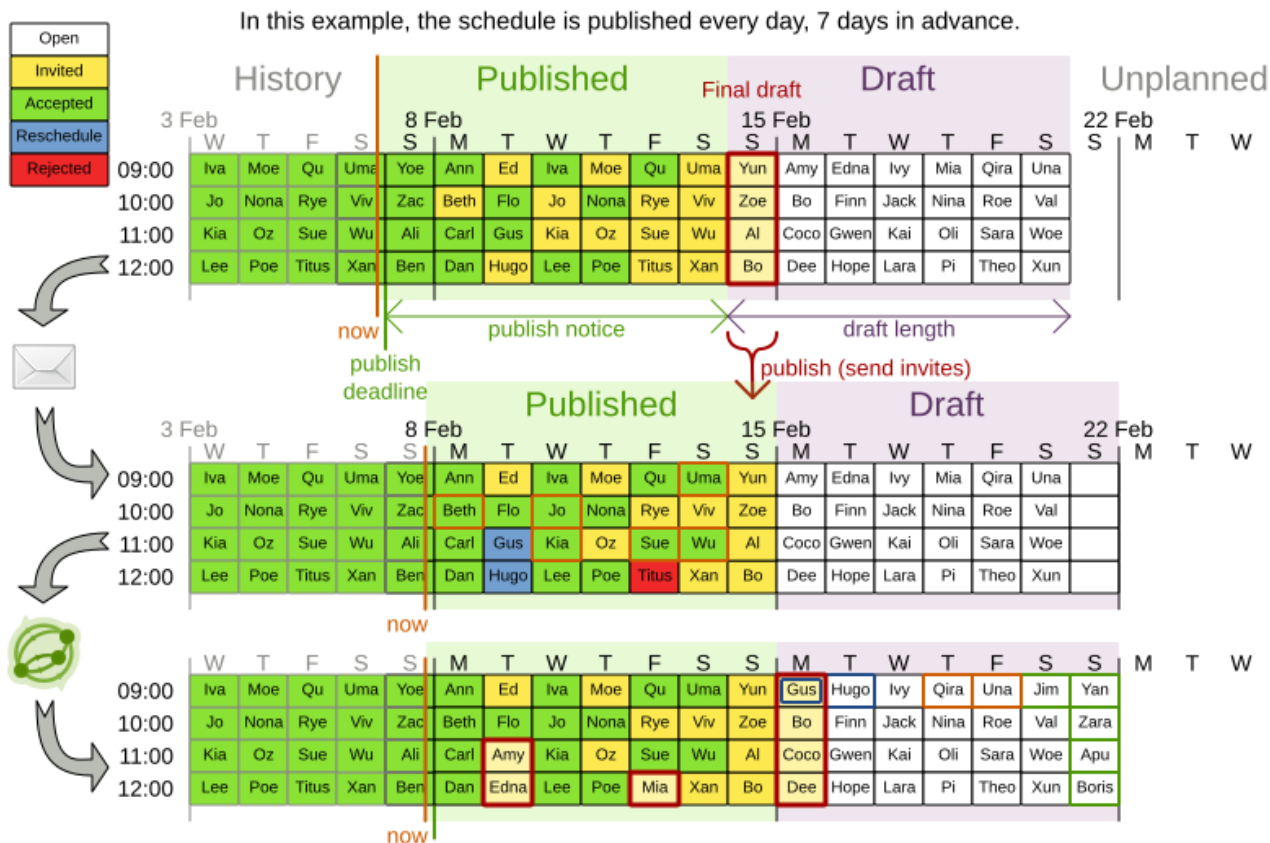 In this example, the schedule is published every day, 7 days in advance.
Open
Invited
Accepted
Reschedule
Rejected
History Published Final draft Draft Unplanned
3 Feb 8 Feb 15 Feb 22 Feb
W T F S S M T W T F S S M T W T F S S M T W
09:00 Iva Moe Qu Uma Yoe Ann Ed Iva Moe Qu Uma Yun Amy Edna Ivy Mia Qira Una
10:00 Jo Nona Rye Viv Zac Beth Flo Jo Nona Rye Viv Zoe Bo Finn Jack Nina Roe Val
11:00 Kia Oz Sue Wu Ali Carl Gus Kia Oz Sue Wu Al Coco Gwen Kai Oli Sara Woe
12:00 Lee Poe Titus Xan Ben Dan Hugo Lee Poe Titus Xan Bo Dee Hope Lara Pi Theo Xun
now publish notice draft length
publish
deadline
publish (send invites)
Published Draft
3 Feb 8 Feb 15 Feb 22 Feb
W T F S S M T W T F S S M T W T F S S M T W
09:00 Iva Moe Qu Uma Yoe Ann Ed Iva Moe Qu Uma Yun Amy Edna Ivy Mia Qira Una
10:00 Jo Nona Rye Viv Zac Beth Flo Jo Nona Rye Viv Zoe Bo Finn Jack Nina Roe Val
11:00 Kia Oz Sue Wu Ali Carl Gus Kia Oz Sue Wu Al Coco Gwen Kai Oli Sara Woe
12:00 Lee Poe Titus Xan Ben Dan Hugo Lee Poe Titus Xan Bo Dee Hope Lara Pi Theo Xun
now
W T F S S M T W T F S S M T W T F S S M T W
09:00 Iva Moe Qu Uma Yoe Ann Ed Iva Moe Qu Uma Yun Gus Hugo Ivy Qira Una Jim Yan
10:00 Jo Nona Rye Viv Zac Beth Flo Jo Nona Rye Viv Zoe Bo Finn Jack Nina Roe Val Zara
11:00 Kia Oz Sue Wu Ali Carl Amy Kia Oz Sue Wu Al Coco Gwen Kai Oli Sara Woe Apu
12:00 Lee Poe Titus Xan Ben Dan Edna Lee Poe Mia Xan Bo Dee Hope Lara Pi Theo Xun Boris
now